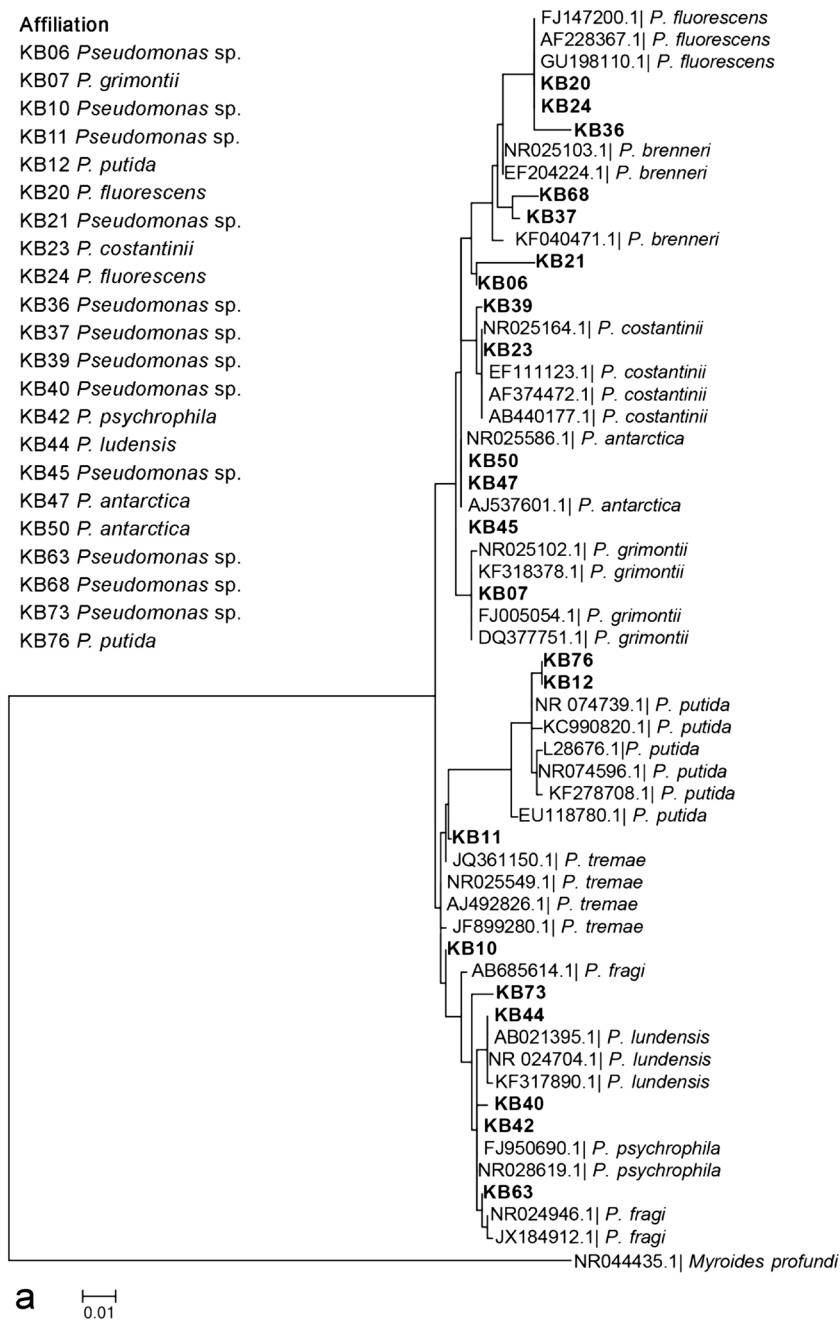 Affiliation
KB06 Pseudomonas sp.
KB07 P. grimontii
KB10 Pseudomonas sp.
KB11 Pseudomonas sp.
KB12 P. putida
KB20 P. fluorescens
KB21 Pseudomonas sp.
KB23 P. costantinii
KB24 P. fluorescens
KB36 Pseudomonas sp.
KB37 Pseudomonas sp.
KB39 Pseudomonas sp.
KB40 Pseudomonas sp.
KB42 P. psychrophila
KB44 P. ludensis
KB45 Pseudomonas sp.
KB47 P. antarctica
KB50 P. antarctica
KB63 Pseudomonas sp.
KB68 Pseudomonas sp.
KB73 Pseudomonas sp.
KB76 P. putida
FJ147200.1| P. fluorescens
AF228367.1| P. fluorescens
GU198110.1| P. fluorescens
KB20
KB24
KB36
NR025103.1| P. brenneri
EF204224.1| P. brenneri
KB68
KB37
KF040471.1| P. brenneri
KB21
KB06
KB39
NR025164.1| P. costantinii
KB23
EF111123.1| P. costantinii
AF374472.1| P. costantinii
AB440177.1| P. costantinii
NR025586.1| P. antarctica
KB50
KB47
AJ537601.1| P. antarctica
KB45
NR025102.1| P. grimontii
KF318378.1| P. grimontii
KB07
FJ005054.1| P. grimontii
DQ377751.1| P. grimontii
KB76
KB12
NR 074739.1| P. putida
KC990820.1| P. putida
L28676.1|P. putida
NR074596.1| P. putida
KF278708.1| P. putida
EU118780.1| P. putida
KB11
JQ361150.1| P. tremae
NR025549.1| P. tremae
AJ492826.1| P. tremae
JF899280.1| P. tremae
KB10
AB685614.1| P. fragi
KB73
KB44
AB021395.1| P. lundensis
NR 024704.1| P. lundensis
KF317890.1| P. lundensis
KB40
KB42
FJ950690.1| P. psychrophila
NR028619.1| P. psychrophila
KB63
NR024946.1| P. fragi
JX184912.1| P. fragi
NR044435.1| Myroides profundi
a
0.01